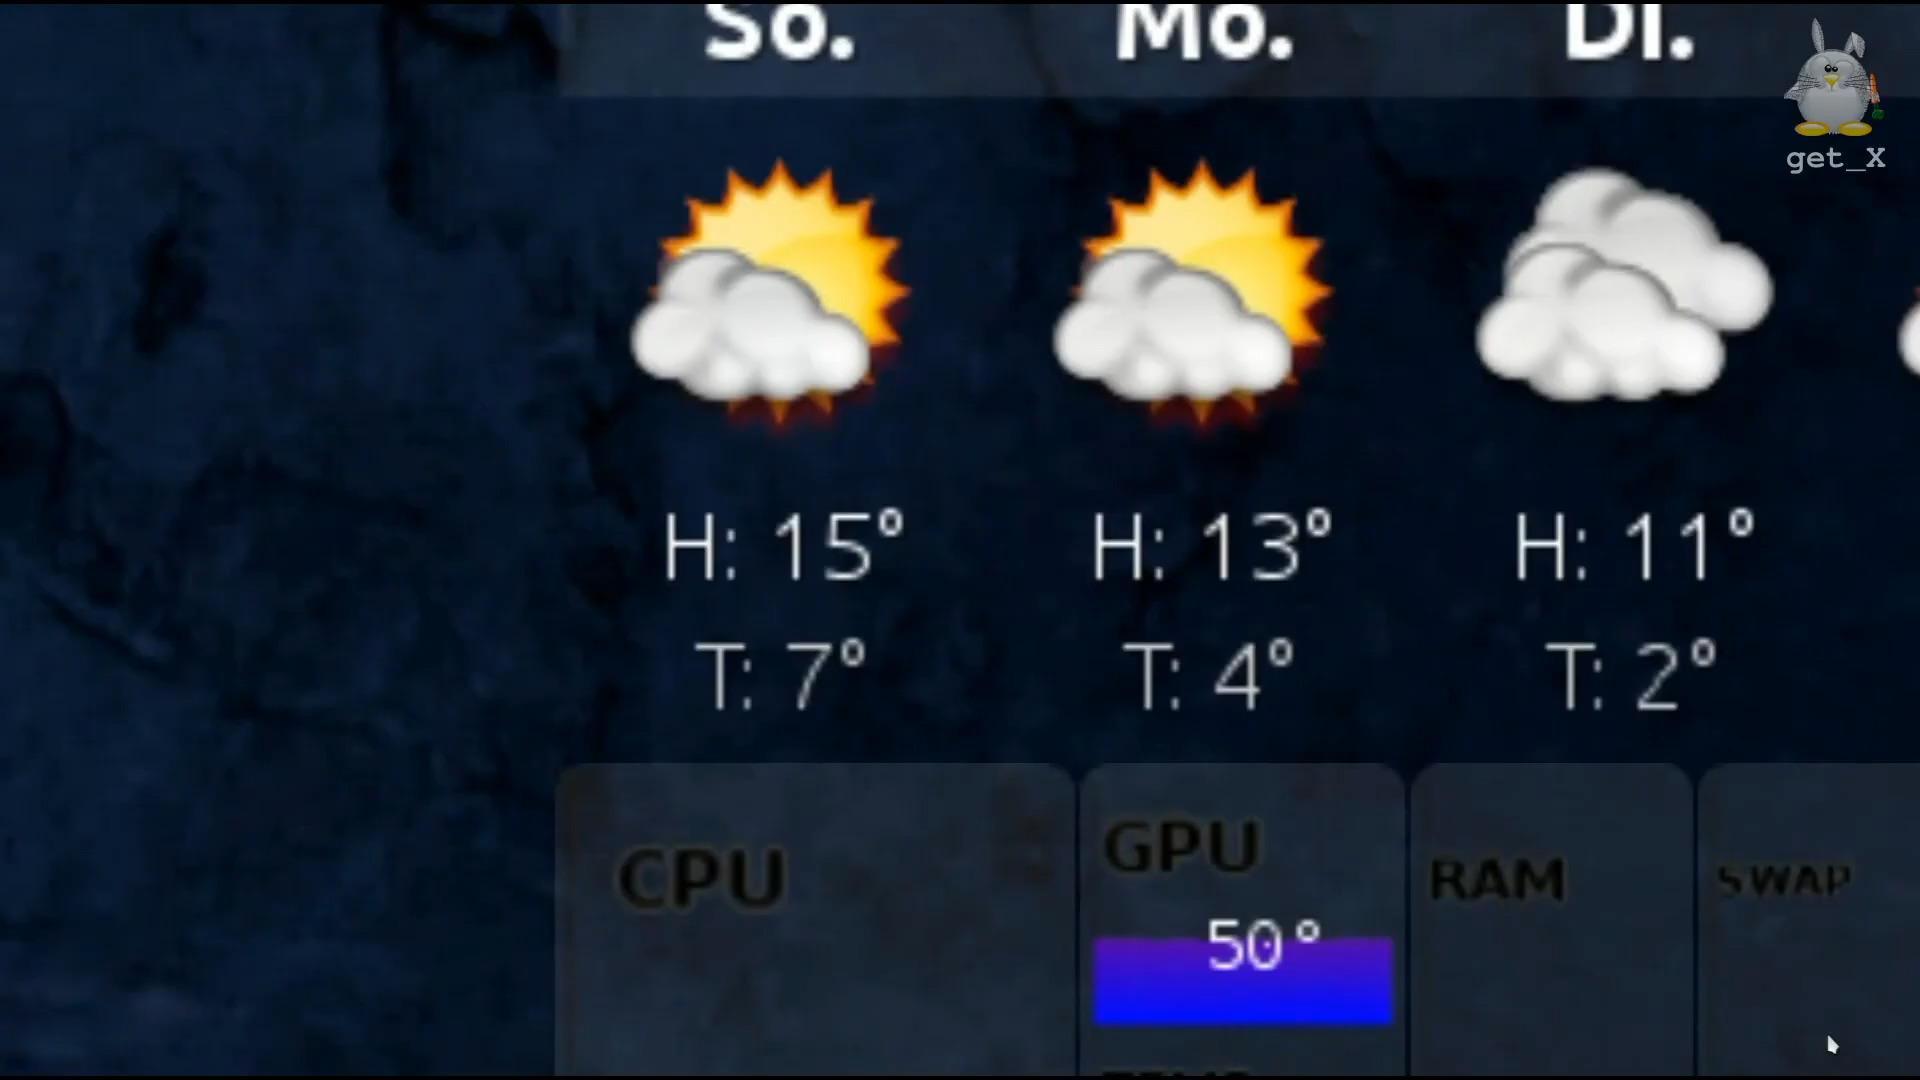 So. Mo. Di.
get_X
H: 15° H: 13° H: 11°
T: 7° T: 4° T: 2°
CPU GPU RAM SWAP
50°